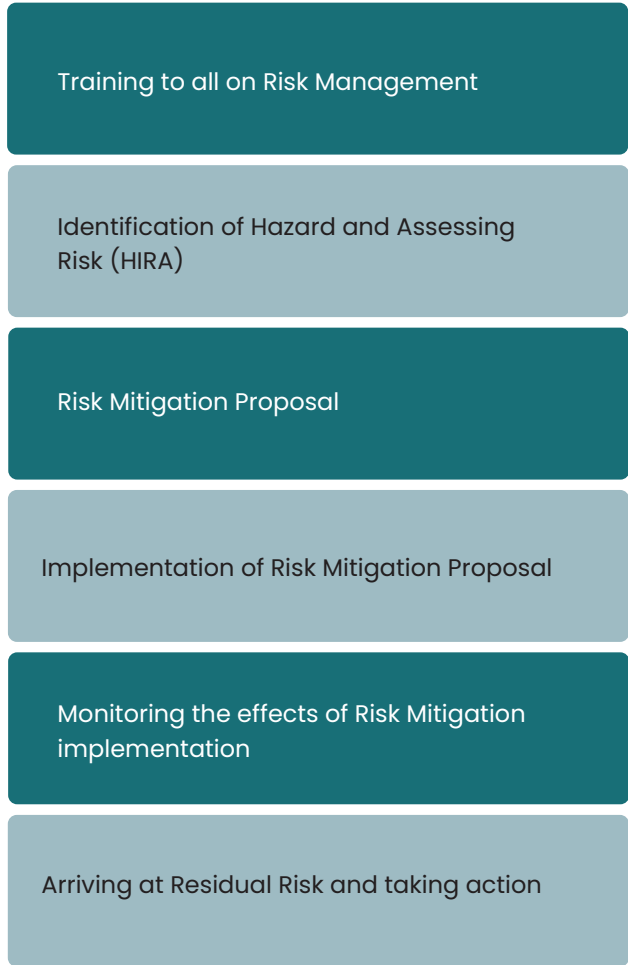 Training to all on Risk Management
Identification of Hazard and Assessing
Risk (HIRA)
Risk Mitigation Proposal
Implementation of Risk Mitigation Proposal
Monitoring the effects of Risk Mitigation
implementation
Arriving at Residual Risk and taking action